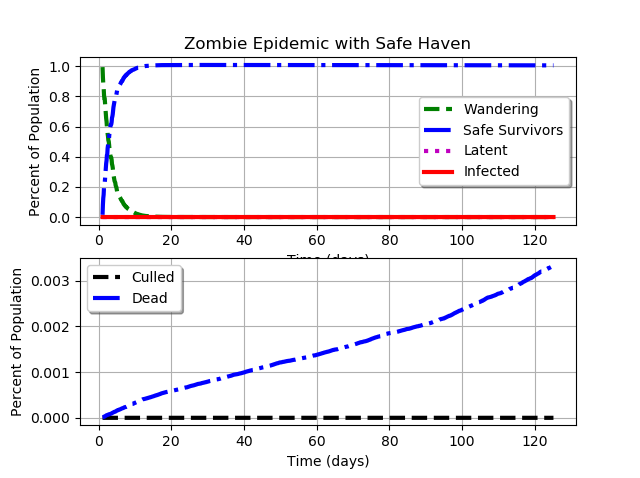 Zombie Epidemic with Safe Haven
Percent of Population
1.0
0.8
0.6
0.4
0.2
0.0
Wandering
Safe Survivors
Latent
Infected
0 20 40 60 80 100 120
Time (days)
Percent of Population
0.003
0.002
0.001
0.000
Culled
Dead
0 20 40 60 80 100 120
Time (days)